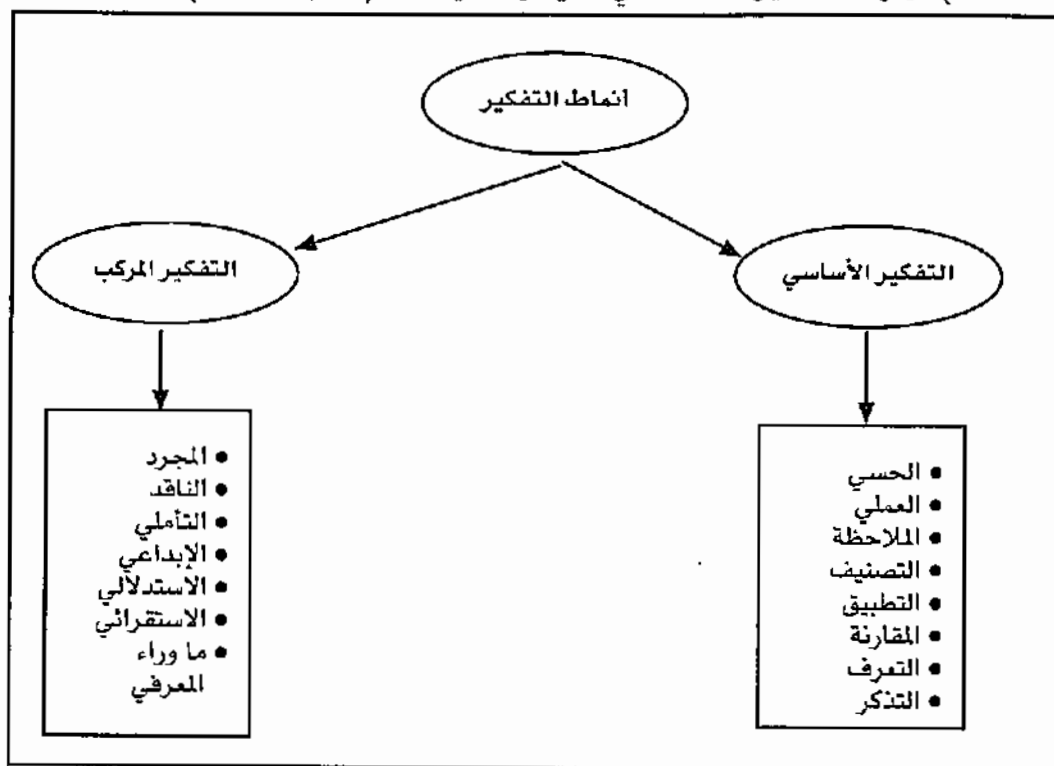 أنماط التفكير
التفكير الأساسي
التفكير المركب
• الحسي
• العملي
• الملاحظة
• التصنيف
• التطبيق
• المقارنة
• التعرف
• التذكر
• المجرد
• الناقد
• التأملي
• الإبداعي
• الاستدلالي
• الاستقرائي
• ما وراء
المعرفي